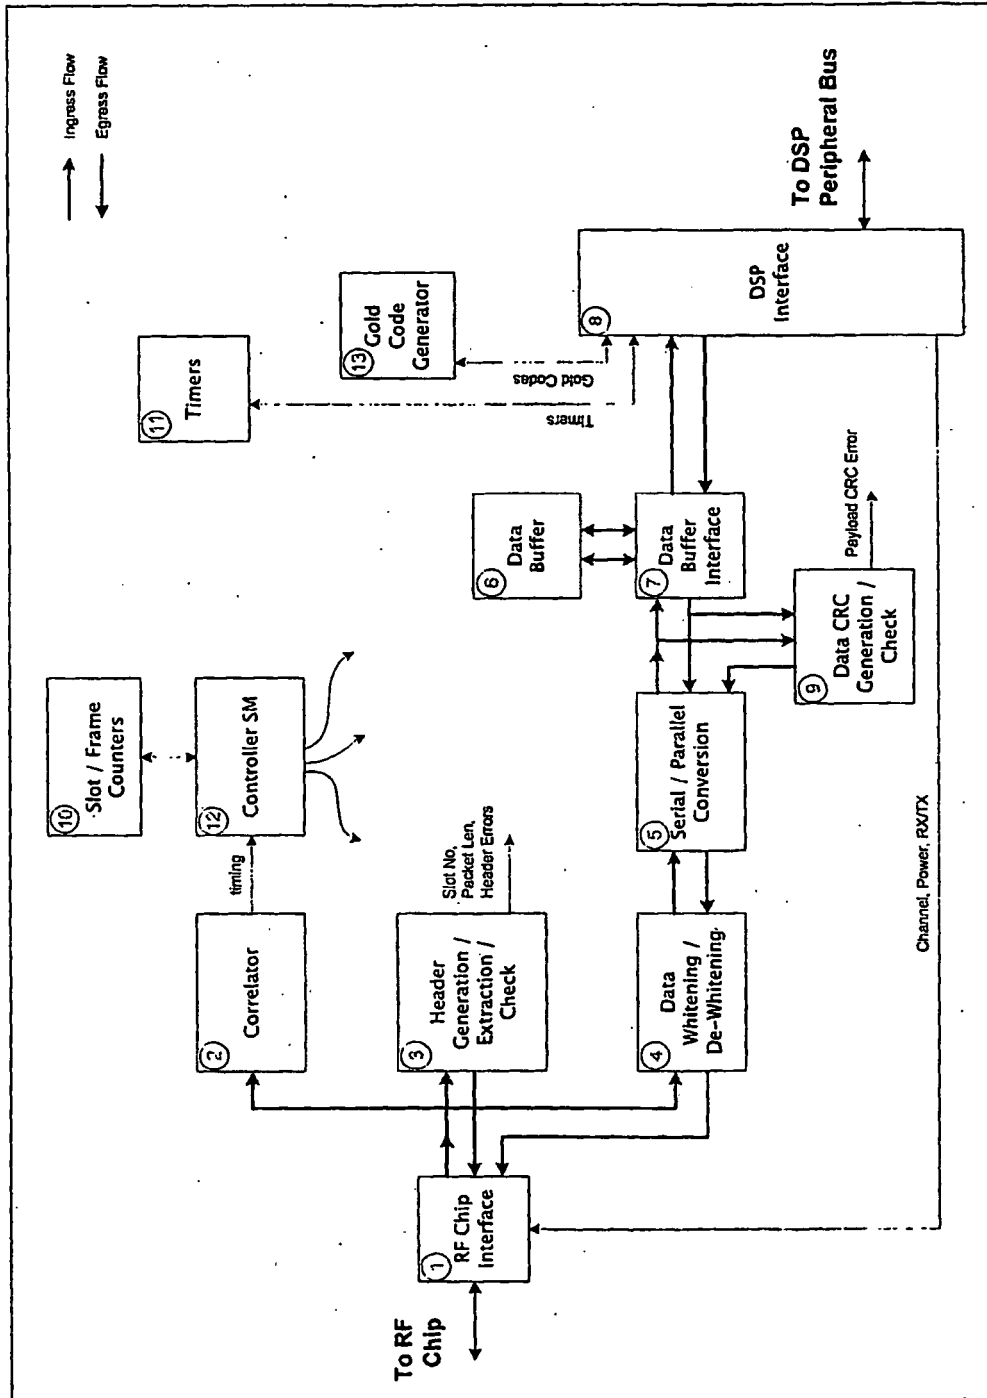 Ingress Flow
Egress Flow
10
Slot / Frame
Counters
11
Timers
2
Correlator
timing
12
Controller SM
13
Gold
Code
Generator
Gold Codes
Timers
3
Header
Generation /
Extraction /
Check
Slot No,
Packet Len,
Header Errors
6
Data
Buffer
To RF
Chip
1
RF Chip
Interface
4
Data
Whitening /
De-Whitening
5
Serial / Parallel
Conversion
7
Data
Buffer
Interface
8
DSP
Interface
To DSP
Peripheral Bus
9
Data CRC
Generation /
Check
Payload CRC Error
Channel, Power, RX/TX